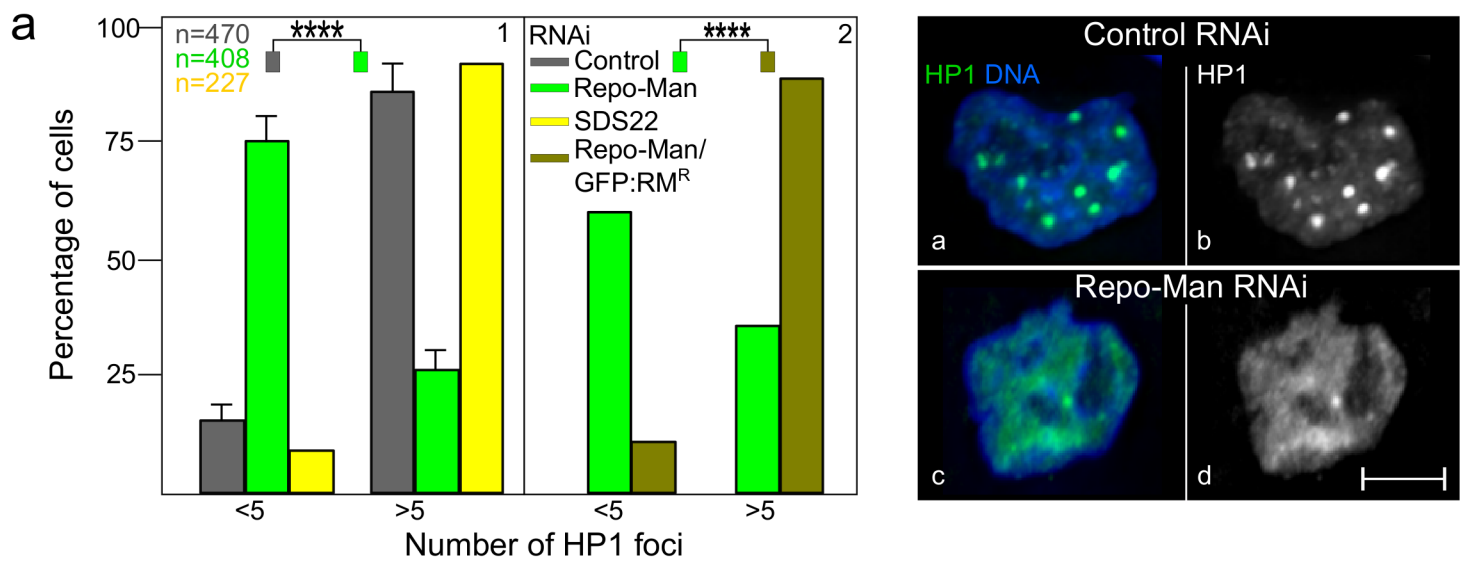 a
100
75
50
25
Percentage of cells
n=470
n=408
n=227
****
1
RNAi
Control
Repo-Man
SDS22
Repo-Man/
GFP:RMᴿ
****
2
<5
>5
<5
>5
Number of HP1 foci
Control RNAi
HP1 DNA
HP1
a
b
Repo-Man RNAi
c
d